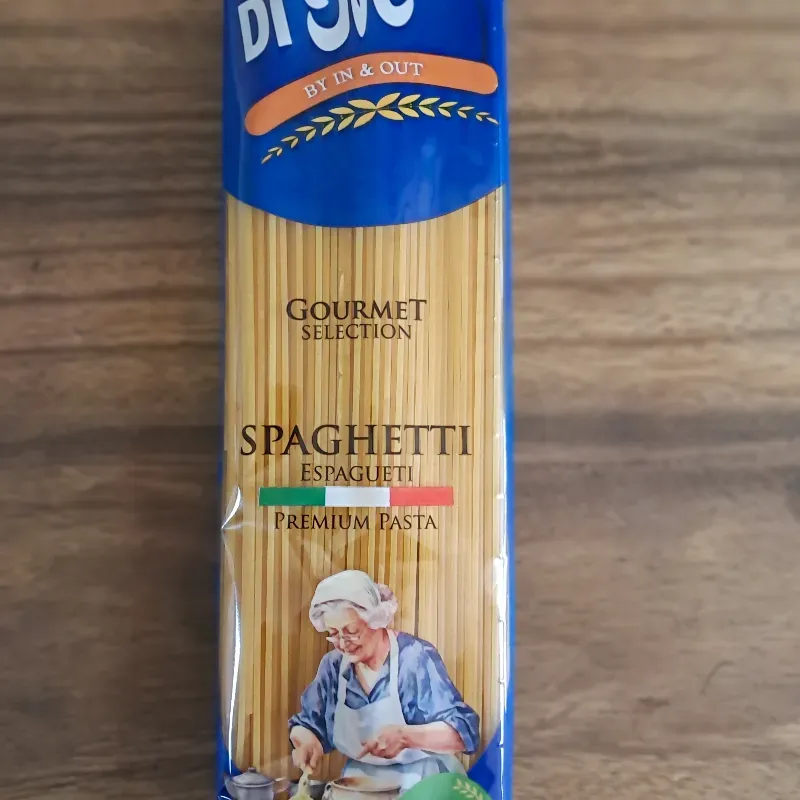 BY IN & OUT
GOURMET
SELECTION
SPAGHETTI
ESPAGUETI
PREMIUM PASTA